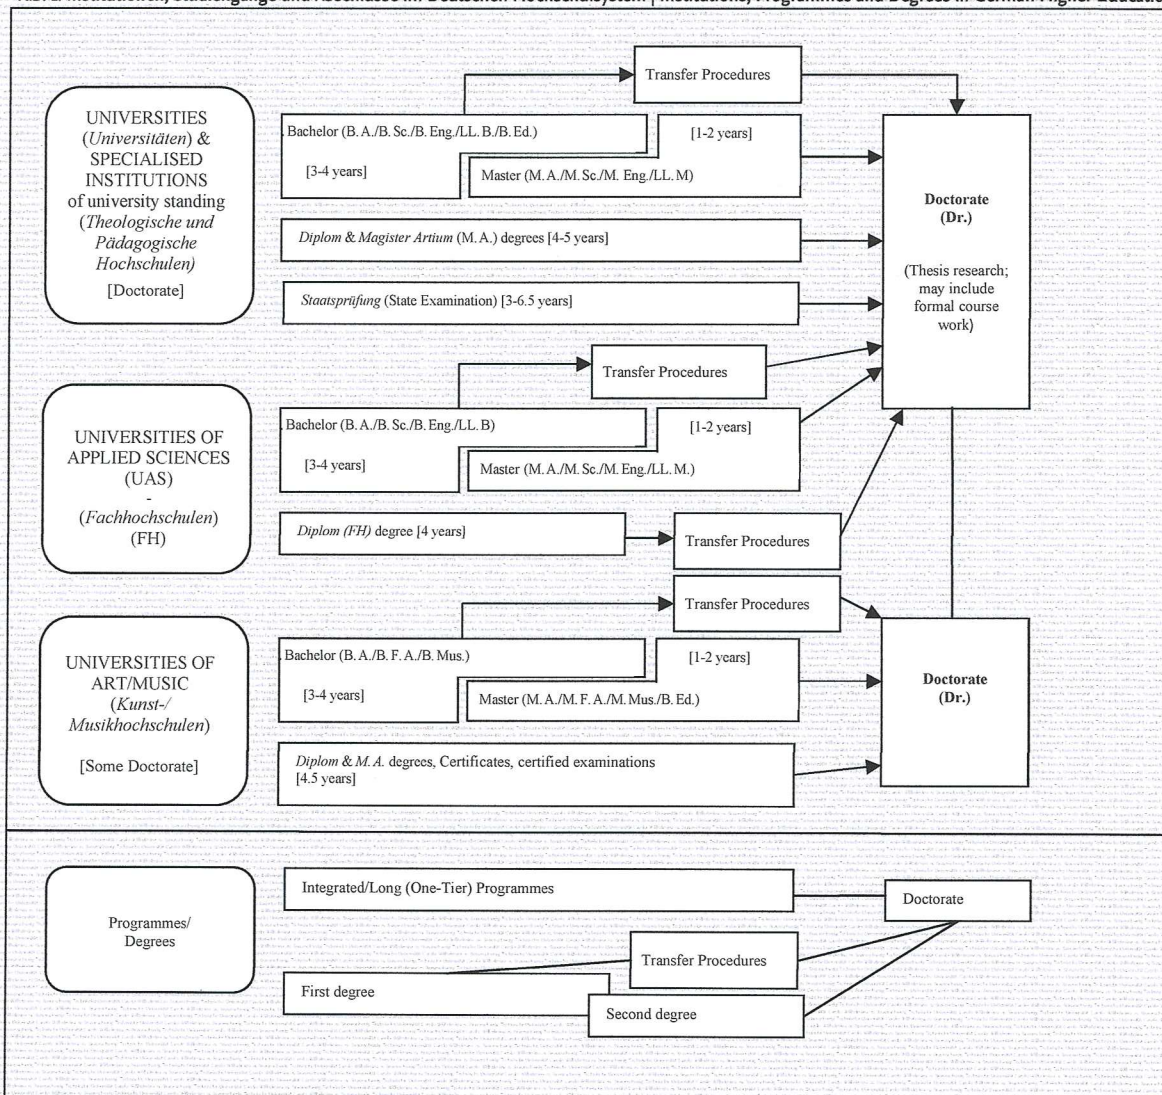 Institutionen, Studiengänge und Abschlüsse im Deutschen Hochschulsystem | Institutions, Programmes and Degrees in German Higher Education
Transfer Procedures
UNIVERSITIES
(Universitäten) &
SPECIALISED
INSTITUTIONS
of university standing
(Theologische und
Pädagogische
Hochschulen)
[Doctorate]
Bachelor (B. A./B. Sc./B. Eng./LL. B./B. Ed.)
[3-4 years]
[1-2 years]
Master (M. A./M. Sc./M. Eng./LL. M)
Diplom & Magister Artium (M. A.) degrees [4-5 years]
Staatsprüfung (State Examination) [3-6.5 years]
Doctorate
(Dr.)
(Thesis research;
may include
formal course
work)
UNIVERSITIES OF
APPLIED SCIENCES
(UAS)
-
(Fachhochschulen)
(FH)
Transfer Procedures
Bachelor (B. A./B. Sc./B. Eng./LL. B)
[3-4 years]
[1-2 years]
Master (M. A./M. Sc./M. Eng./LL. M.)
Diplom (FH) degree [4 years]
Transfer Procedures
UNIVERSITIES OF
ART/MUSIC
(Kunst-/
Musikhochschulen)
[Some Doctorate]
Transfer Procedures
Bachelor (B. A./B. F. A./B. Mus.)
[3-4 years]
[1-2 years]
Master (M. A./M. F. A./M. Mus./B. Ed.)
Diplom & M. A. degrees, Certificates, certified examinations
[4.5 years]
Doctorate
(Dr.)
Programmes/
Degrees
Integrated/Long (One-Tier) Programmes
Doctorate
Transfer Procedures
First degree
Second degree